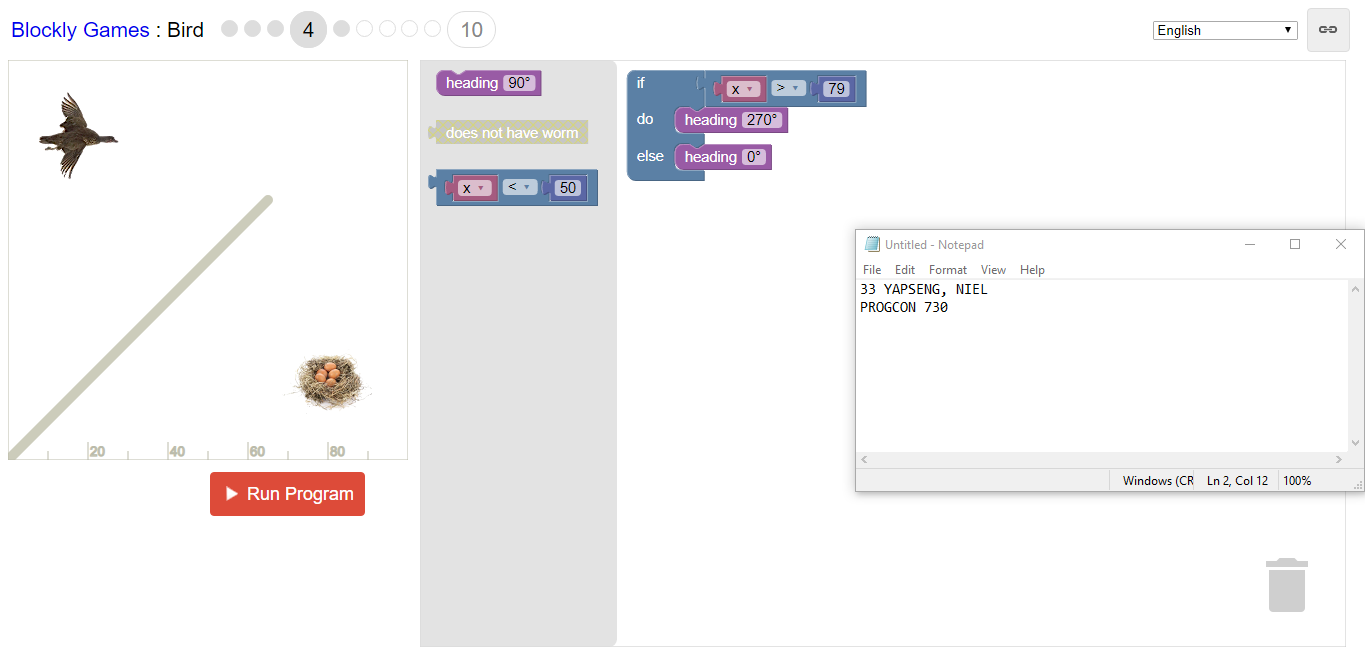 Blockly Games : Bird
4
10
English
heading 90°
does not have worm
x < 50
if x > 79
do heading 270°
else heading 0°
20 40 60 80
Run Program
Untitled - Notepad
File Edit Format View Help
33 YAPSENG, NIEL
PROGCON 730
Windows (CR Ln 2, Col 12 100%